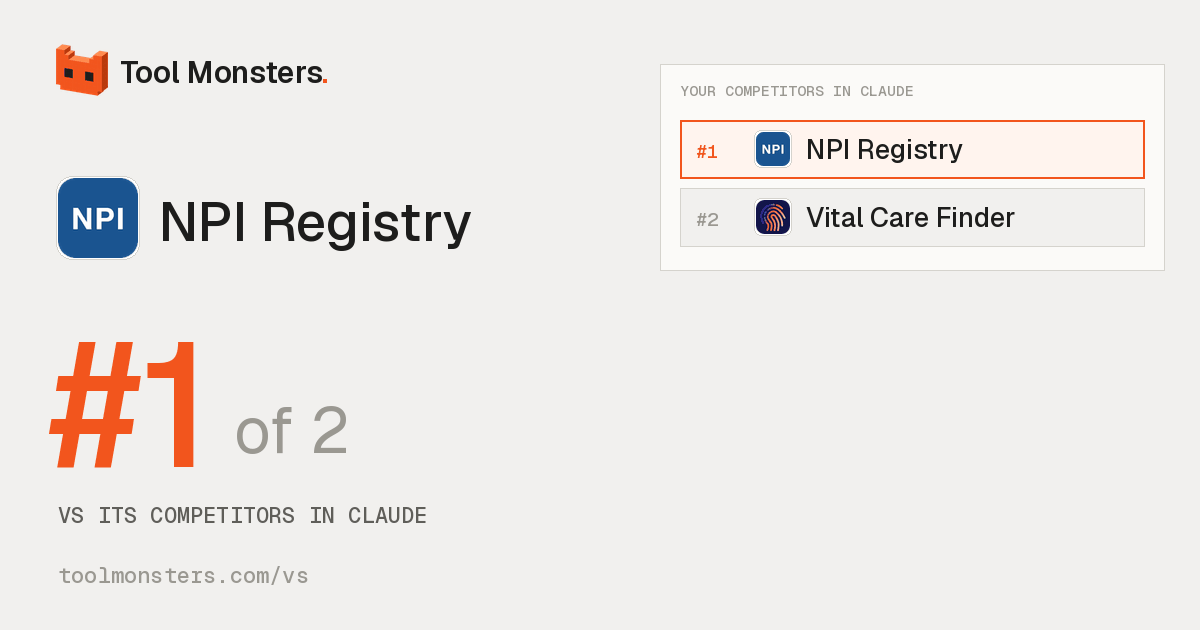 Tool Monsters.
NPI
NPI Registry
#1 of 2
VS ITS COMPETITORS IN CLAUDE
toolmonsters.com/vs
YOUR COMPETITORS IN CLAUDE
#1 NPI NPI Registry
#2 Vital Care Finder